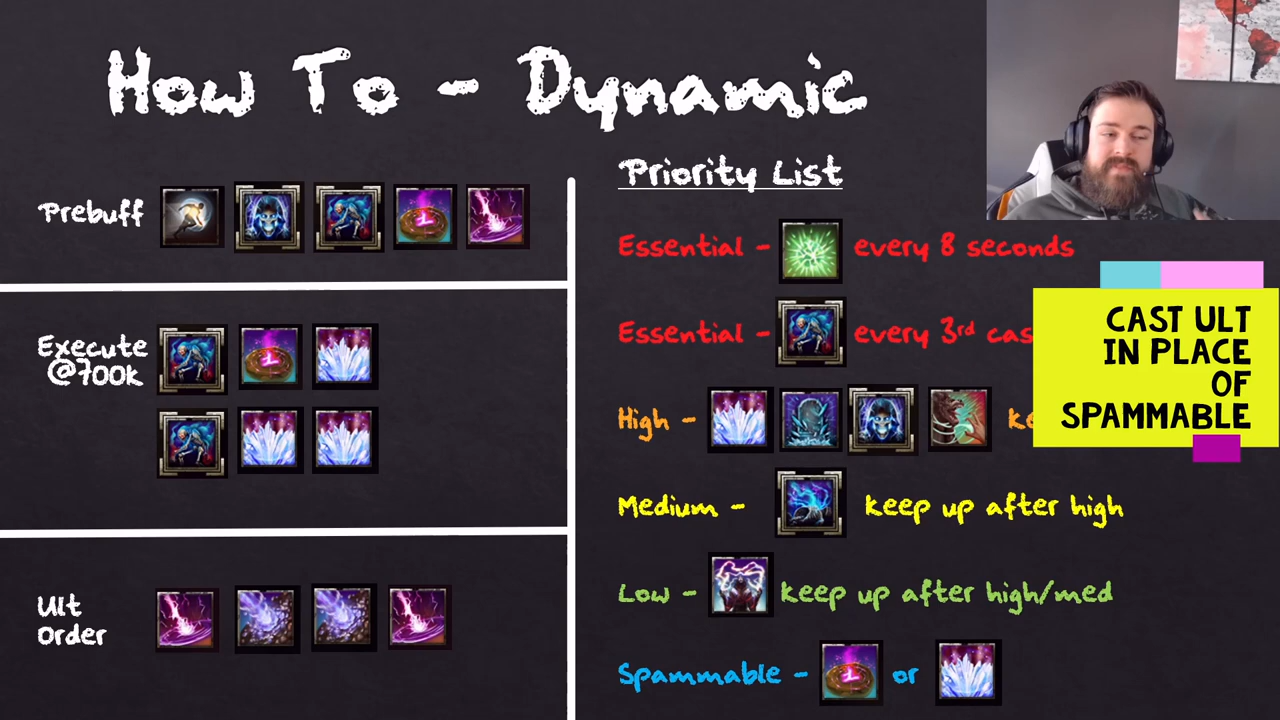 How To - Dynamic
Prebuff
Execute
@700K
Ult
Order
Priority List
Essential - every 8 seconds
Essential - every 3rd cas
High - ke
Medium - keep up after high
Low - keep up after high/med
Spammable - or
CAST ULT
IN PLACE
OF
SPAMMABLE